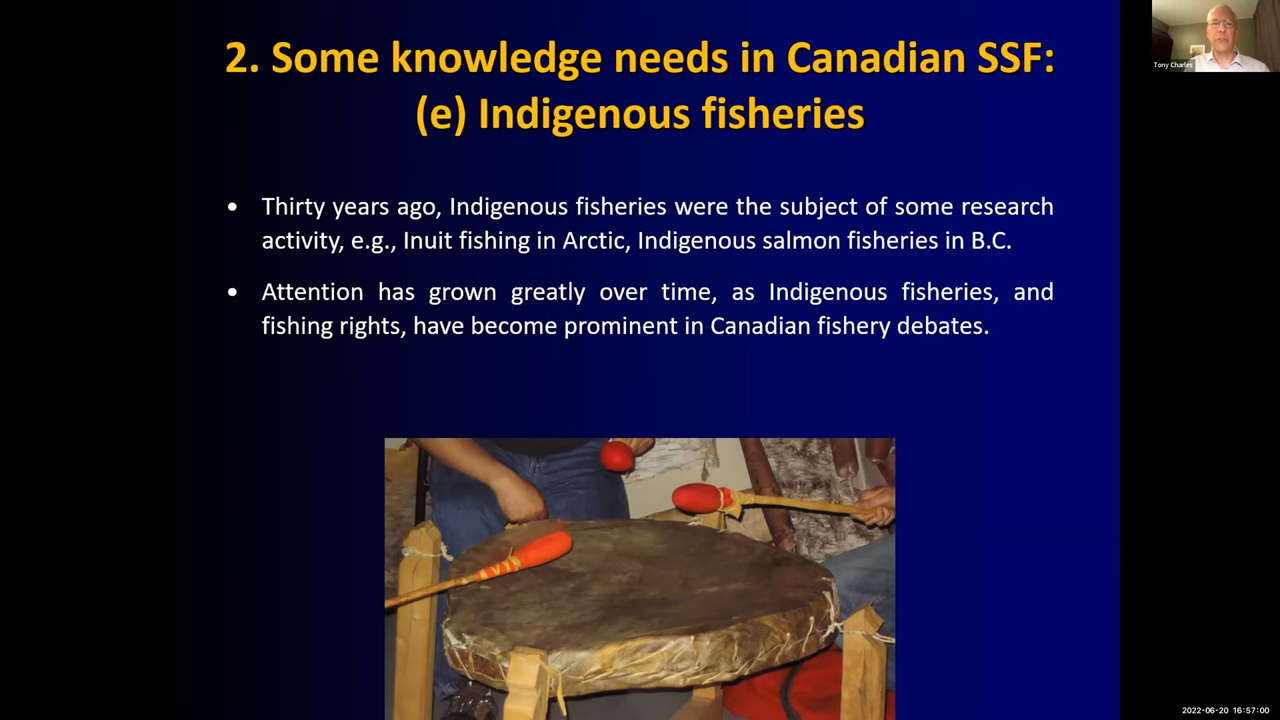 2. Some knowledge needs in Canadian SSF:
(e) Indigenous fisheries
Tony Charles
• Thirty years ago, Indigenous fisheries were the subject of some research
activity, e.g., Inuit fishing in Arctic, Indigenous salmon fisheries in B.C.
• Attention has grown greatly over time, as Indigenous fisheries, and
fishing rights, have become prominent in Canadian fishery debates.
2022-06-20 16:57:00